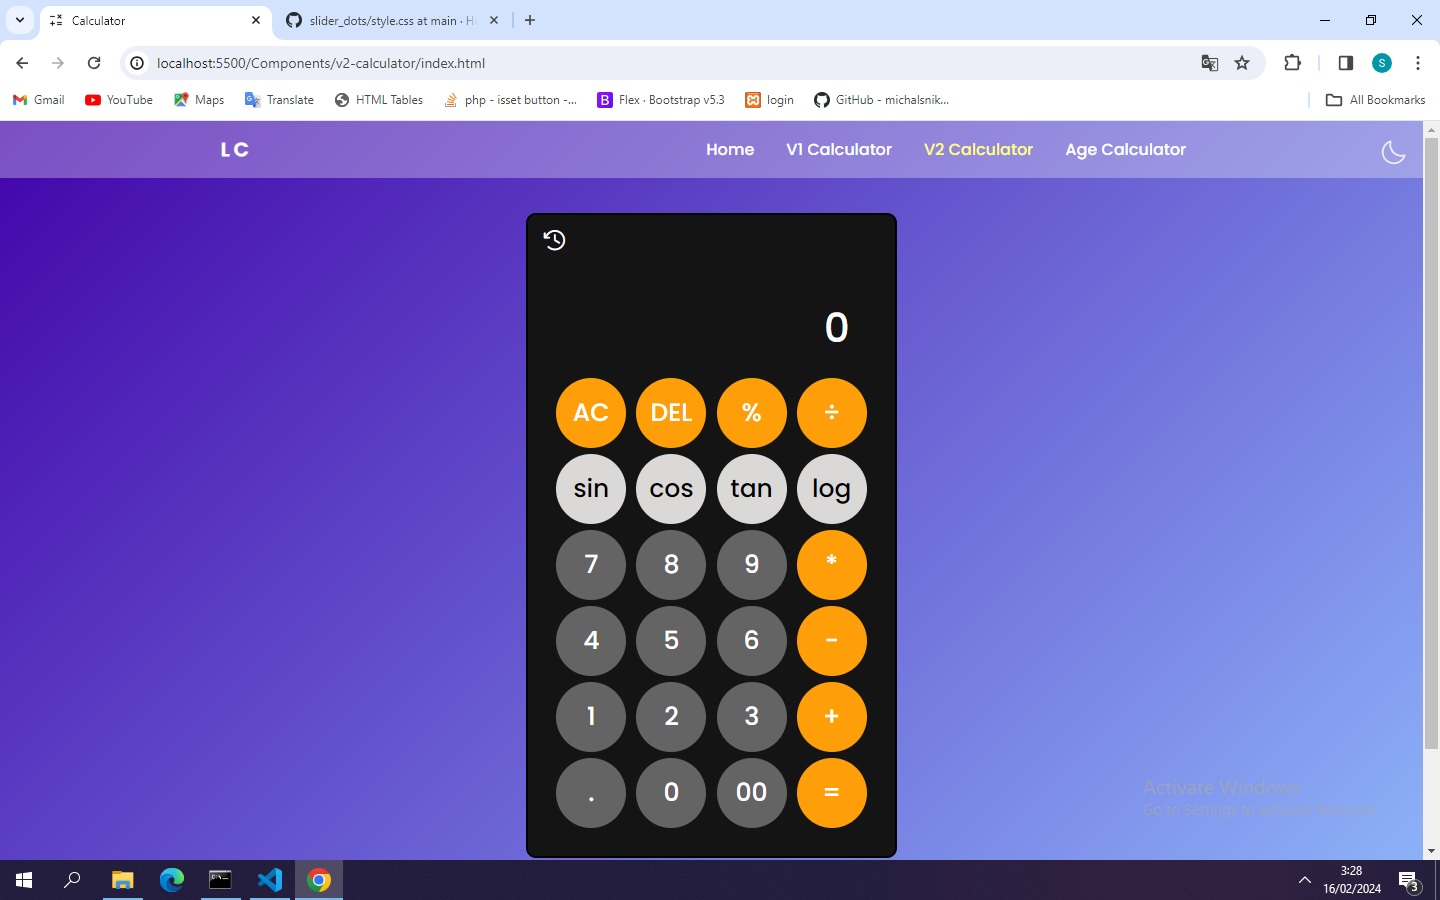 Calculator
slider_dots/style.css at main · H
localhost:5500/Components/v2-calculator/index.html
S
Gmail
YouTube
Maps
Translate
HTML Tables
php - isset button -...
B
Flex · Bootstrap v5.3
login
GitHub - michalsnik...
All Bookmarks
L C
Home
V1 Calculator
V2 Calculator
Age Calculator
0
AC DEL % ÷
sin cos tan log
7 8 9 *
4 5 6 -
1 2 3 +
. 0 00 =
Activate Windows
Go to Settings to activate Windows.
3:28
16/02/2024
3